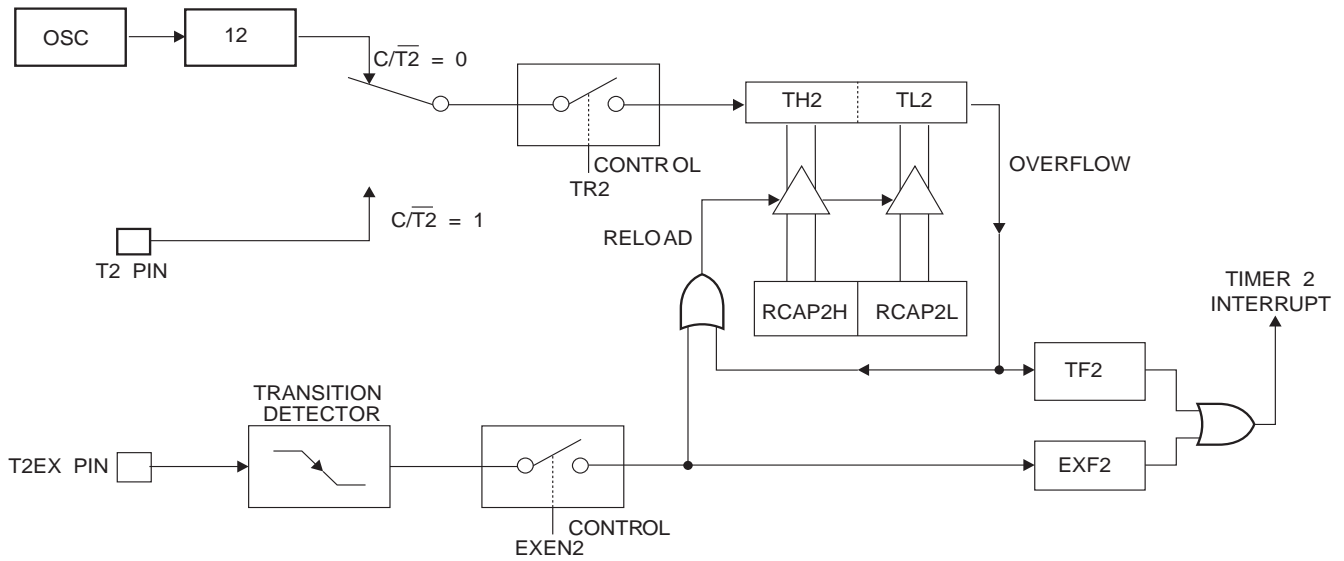 OSC
12
C/T2 = 0
TH2
TL2
CONTROL
TR2
OVERFLOW
C/T2 = 1
RELOAD
T2 PIN
TIMER 2
INTERRUPT
RCAP2H
RCAP2L
TF2
TRANSITION
DETECTOR
T2EX PIN
EXF2
CONTROL
EXEN2